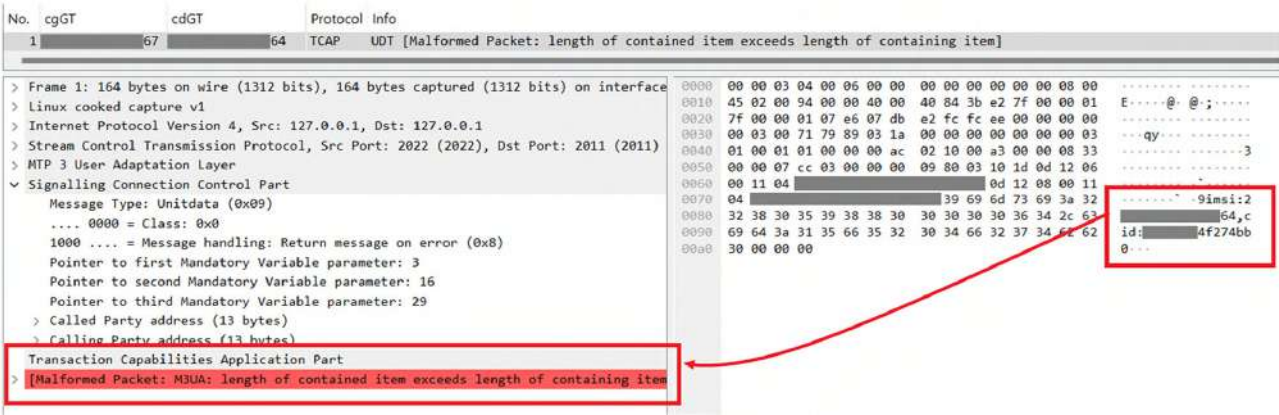 No. cgGT cdGT Protocol Info
1 67 64 TCAP UDT [Malformed Packet: length of contained item exceeds length of containing item]
> Frame 1: 164 bytes on wire (1312 bits), 164 bytes captured (1312 bits) on interface
> Linux cooked capture v1
> Internet Protocol Version 4, Src: 127.0.0.1, Dst: 127.0.0.1
> Stream Control Transmission Protocol, Src Port: 2022 (2022), Dst Port: 2011 (2011)
> MTP 3 User Adaptation Layer
Signalling Connection Control Part
Message Type: Unitdata (0x09)
.... 0000 = Class: 0x0
1000 .... = Message handling: Return message on error (0x8)
Pointer to first Mandatory Variable parameter: 3
Pointer to second Mandatory Variable parameter: 16
Pointer to third Mandatory Variable parameter: 29
> Called Party address (13 bytes)
> Calling Party address (13 bytes)
Transaction Capabilities Application Part
> [Malformed Packet: M3UA: length of contained item exceeds length of containing item
0000 00 00 03 04 00 06 00 00 00 00 00 00 00 00 08 00 ········ ········
0010 45 02 00 94 00 00 40 00 40 84 3b e2 7f 00 00 01 E·····@· @·;·····
0020 7f 00 00 01 07 e6 07 db e2 fc fc ee 00 00 00 00 ········ ········
0030 00 03 00 71 79 89 03 1a 00 00 00 00 00 00 00 03 ···qy··· ········
0040 01 00 01 01 00 00 00 ac 02 10 00 a3 00 00 08 33 ········ ·······3
0050 00 00 07 cc 03 00 00 00 09 80 03 10 1d 0d 12 06 ········ ········
0060 00 11 04 0d 12 08 00 11
0070 04 39 69 6d 73 69 3a 32 ·······` ·9imsi:2
0080 32 38 30 35 39 38 38 30 30 30 30 30 36 34 2c 63 64,c
0090 69 64 3a 31 35 66 35 32 30 34 66 32 37 34 62 62 id: 4f274bb
00a0 30 00 00 00 0···